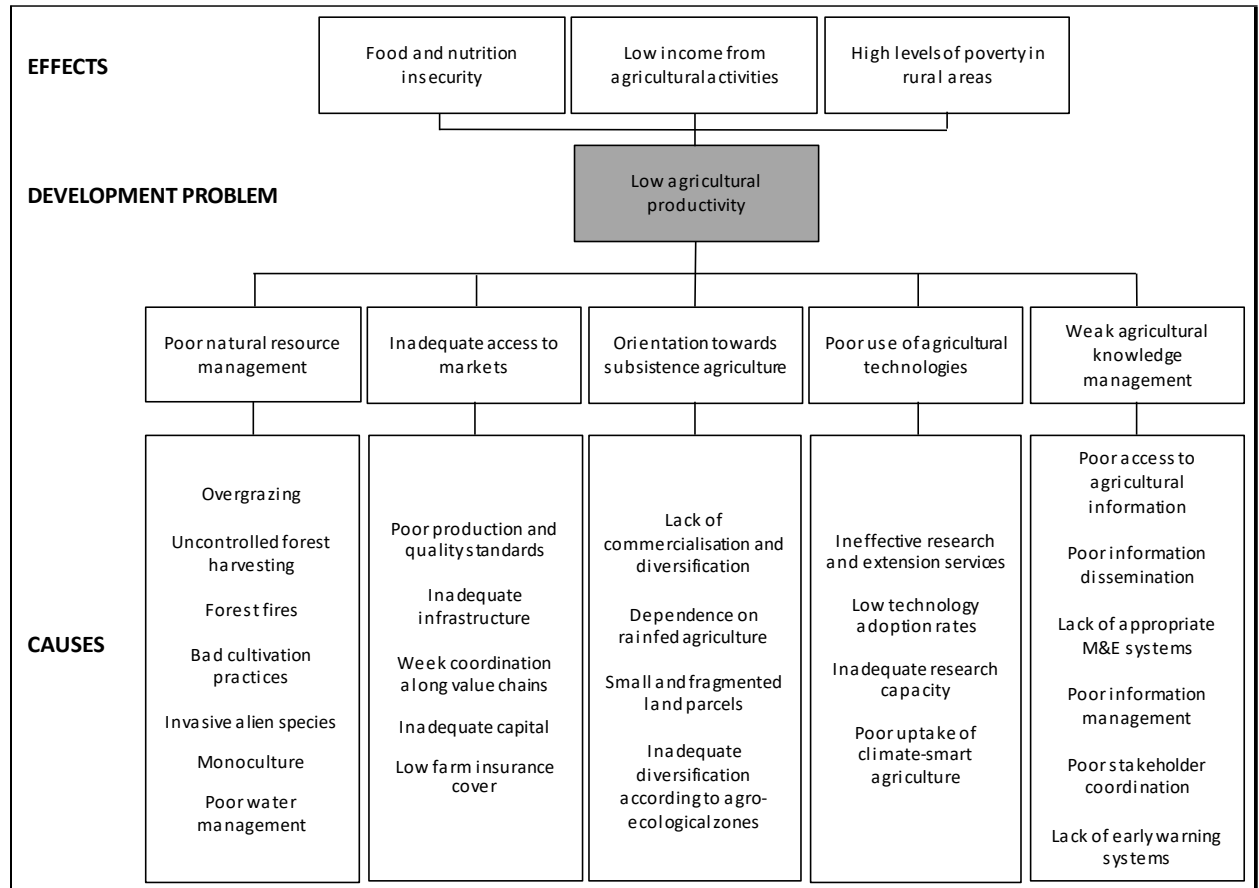 EFFECTS
Food and nutrition
insecurity
Low income from
agricultural activities
High levels of poverty in
rural areas
DEVELOPMENT PROBLEM
Low agricultural
productivity
Poor natural resource
management
Inadequate access to
markets
Orientation towards
subsistence agriculture
Poor use of agricultural
technologies
Weak agricultural
knowledge
management
CAUSES
Overgrazing
Uncontrolled forest
harvesting
Forest fires
Bad cultivation
practices
Invasive alien species
Monoculture
Poor water
management
Poor production and
quality standards
Inadequate
infrastructure
Week coordination
along value chains
Inadequate capital
Low farm insurance
cover
Lack of
commercialisation and
diversification
Dependence on
rainfed agriculture
Small and fragmented
land parcels
Inadequate
diversification
according to agro-
ecological zones
Ineffective research
and extension services
Low technology
adoption rates
Inadequate research
capacity
Poor uptake of
climate-smart
agriculture
Poor access to
agricultural
information
Poor information
dissemination
Lack of appropriate
M&E systems
Poor information
management
Poor stakeholder
coordination
Lack of early warning
systems